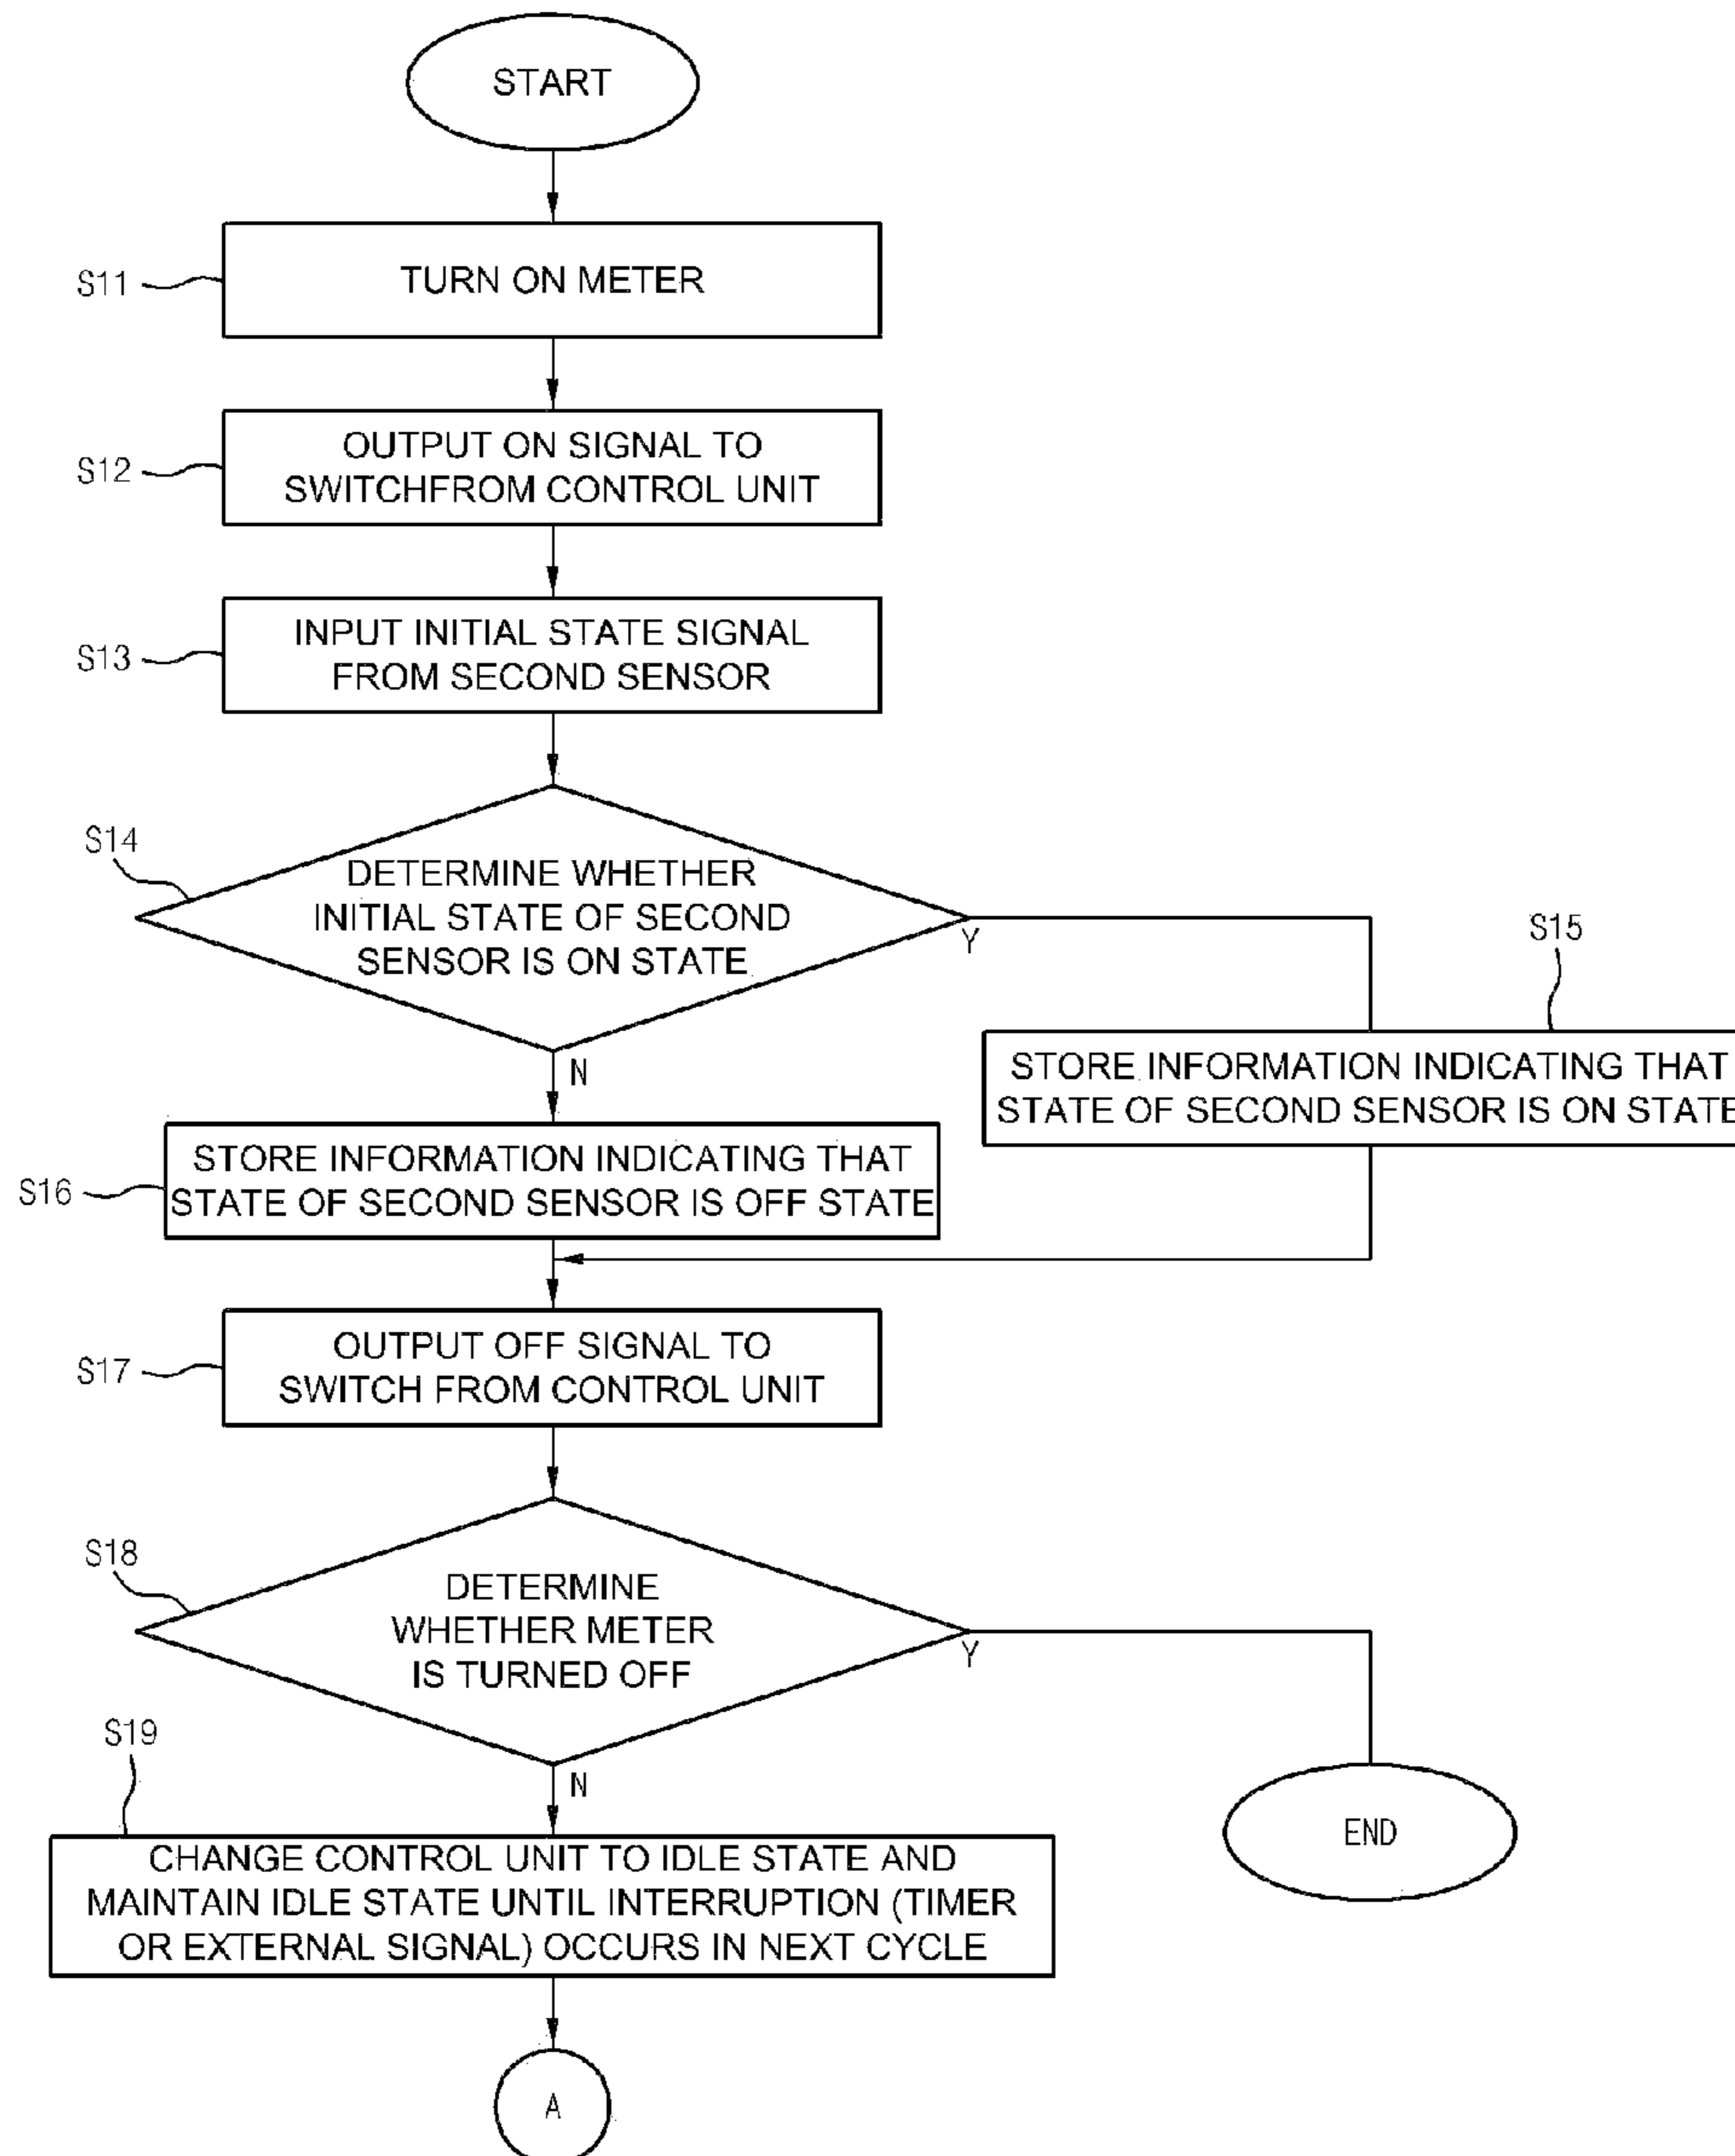 START
S11
TURN ON METER
S12
OUTPUT ON SIGNAL TO
SWITCHFROM CONTROL UNIT
S13
INPUT INITIAL STATE SIGNAL
FROM SECOND SENSOR
S14
DETERMINE WHETHER
INITIAL STATE OF SECOND
SENSOR IS ON STATE
Y
N
S15
STORE INFORMATION INDICATING THAT
STATE OF SECOND SENSOR IS ON STATE
S16
STORE INFORMATION INDICATING THAT
STATE OF SECOND SENSOR IS OFF STATE
S17
OUTPUT OFF SIGNAL TO
SWITCH FROM CONTROL UNIT
S18
DETERMINE
WHETHER METER
IS TURNED OFF
Y
N
END
S19
CHANGE CONTROL UNIT TO IDLE STATE AND
MAINTAIN IDLE STATE UNTIL INTERRUPTION (TIMER
OR EXTERNAL SIGNAL) OCCURS IN NEXT CYCLE
A